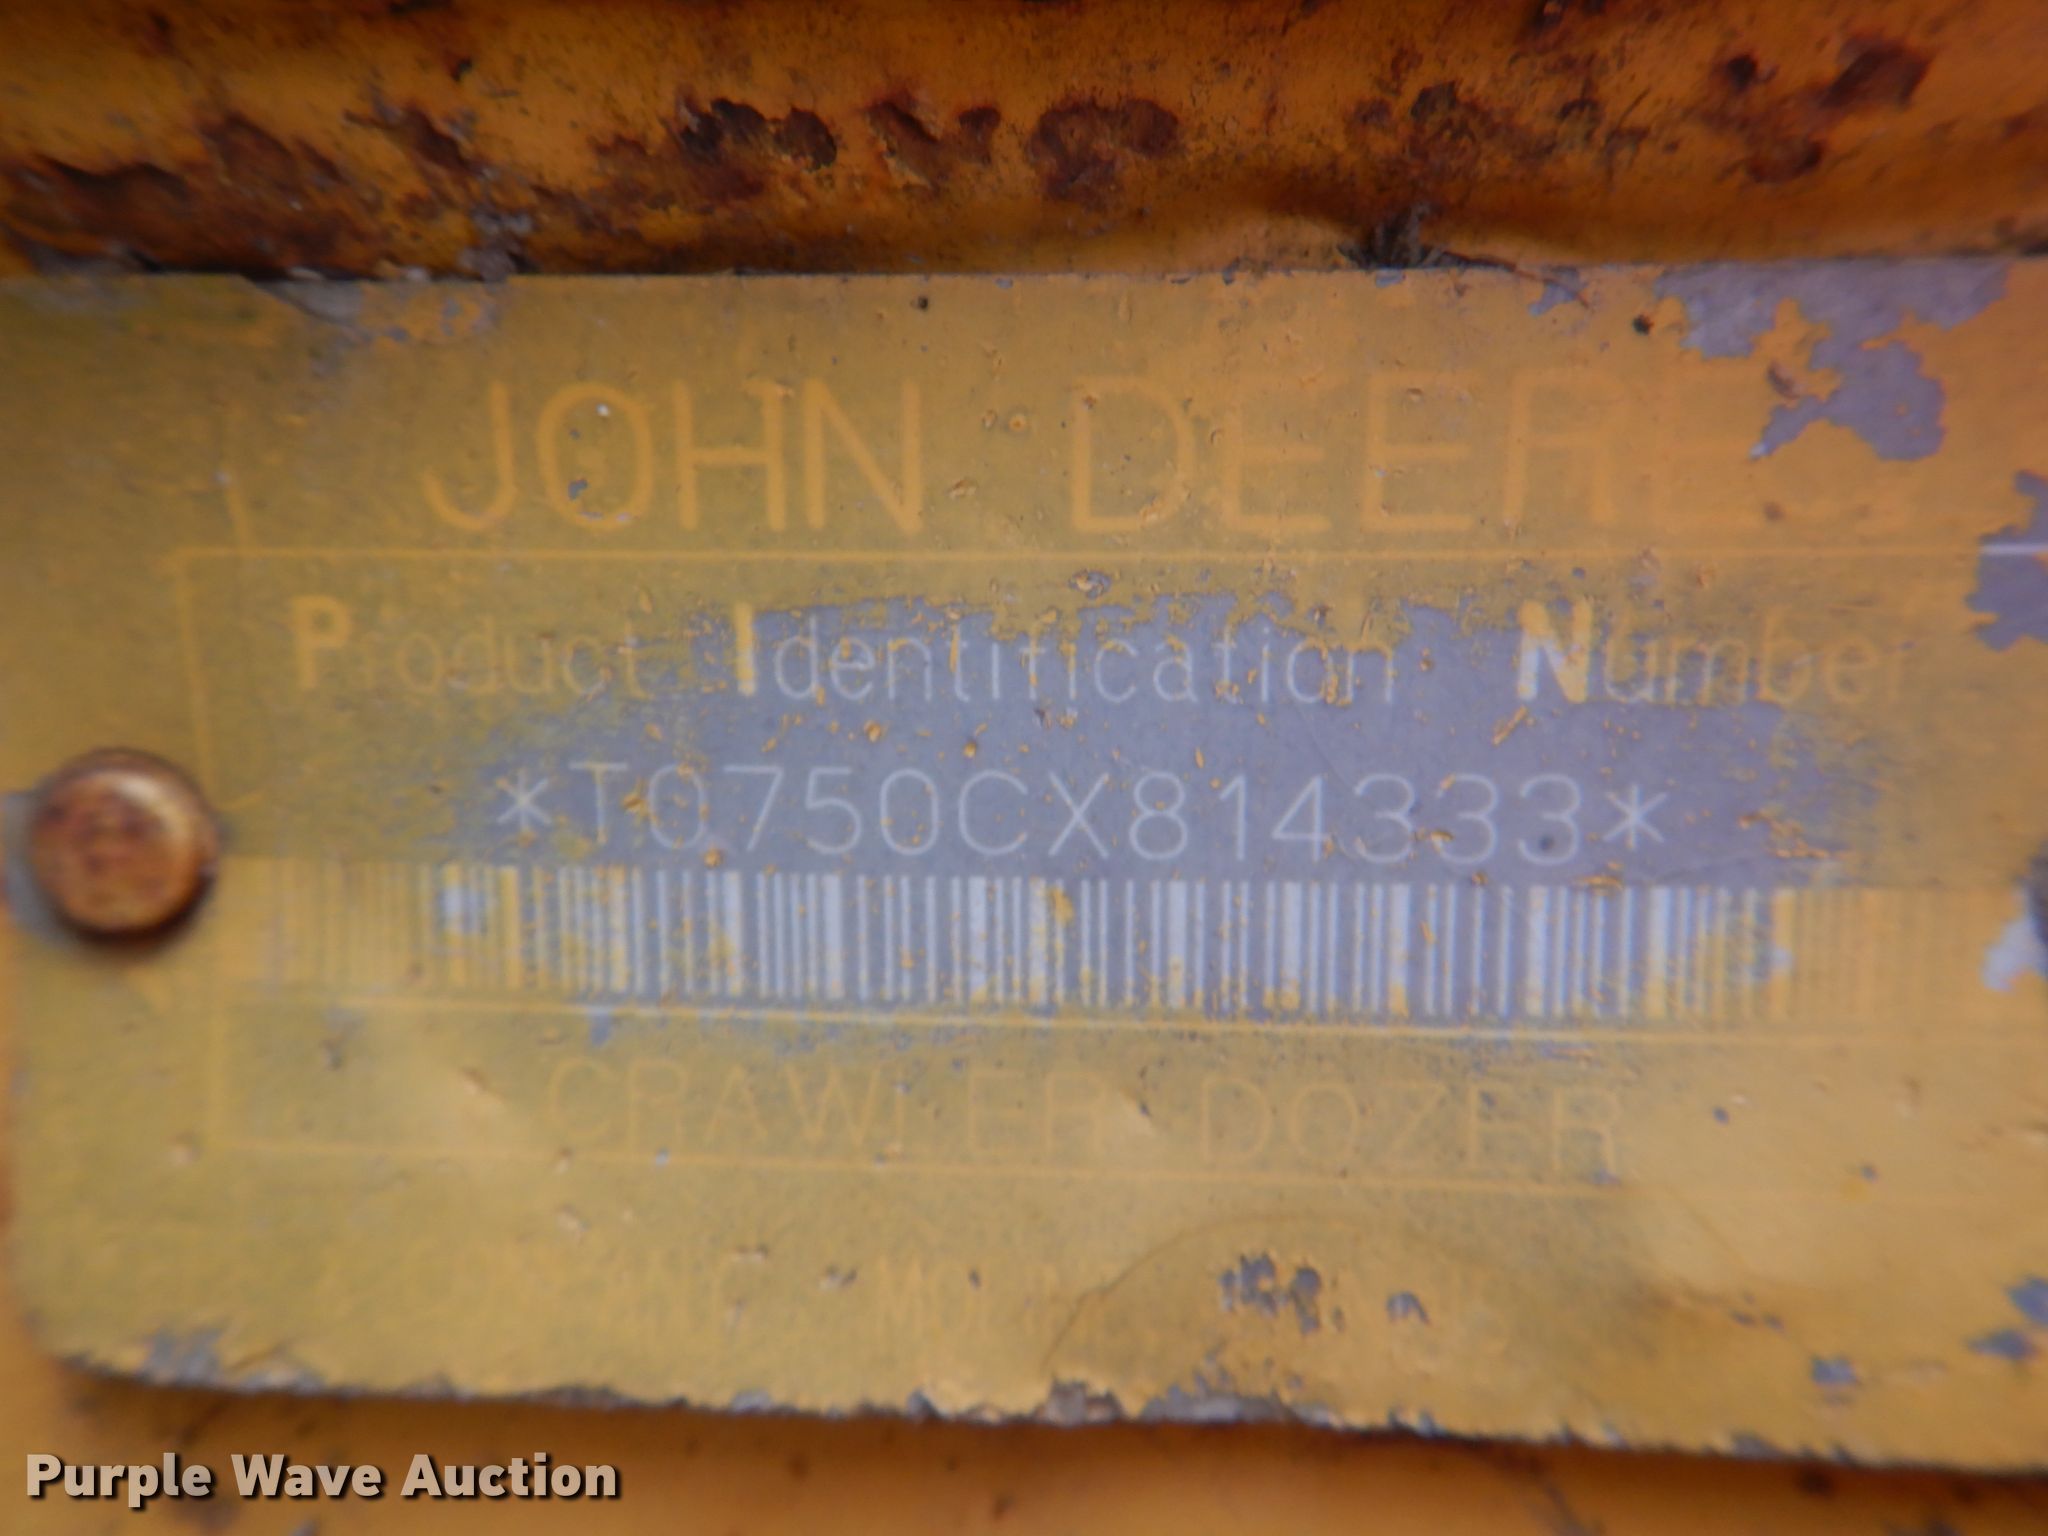 JOHN DEERE
Product Identification Number
*T0750CX814333*
CRAWLER DOZER
Purple Wave Auction